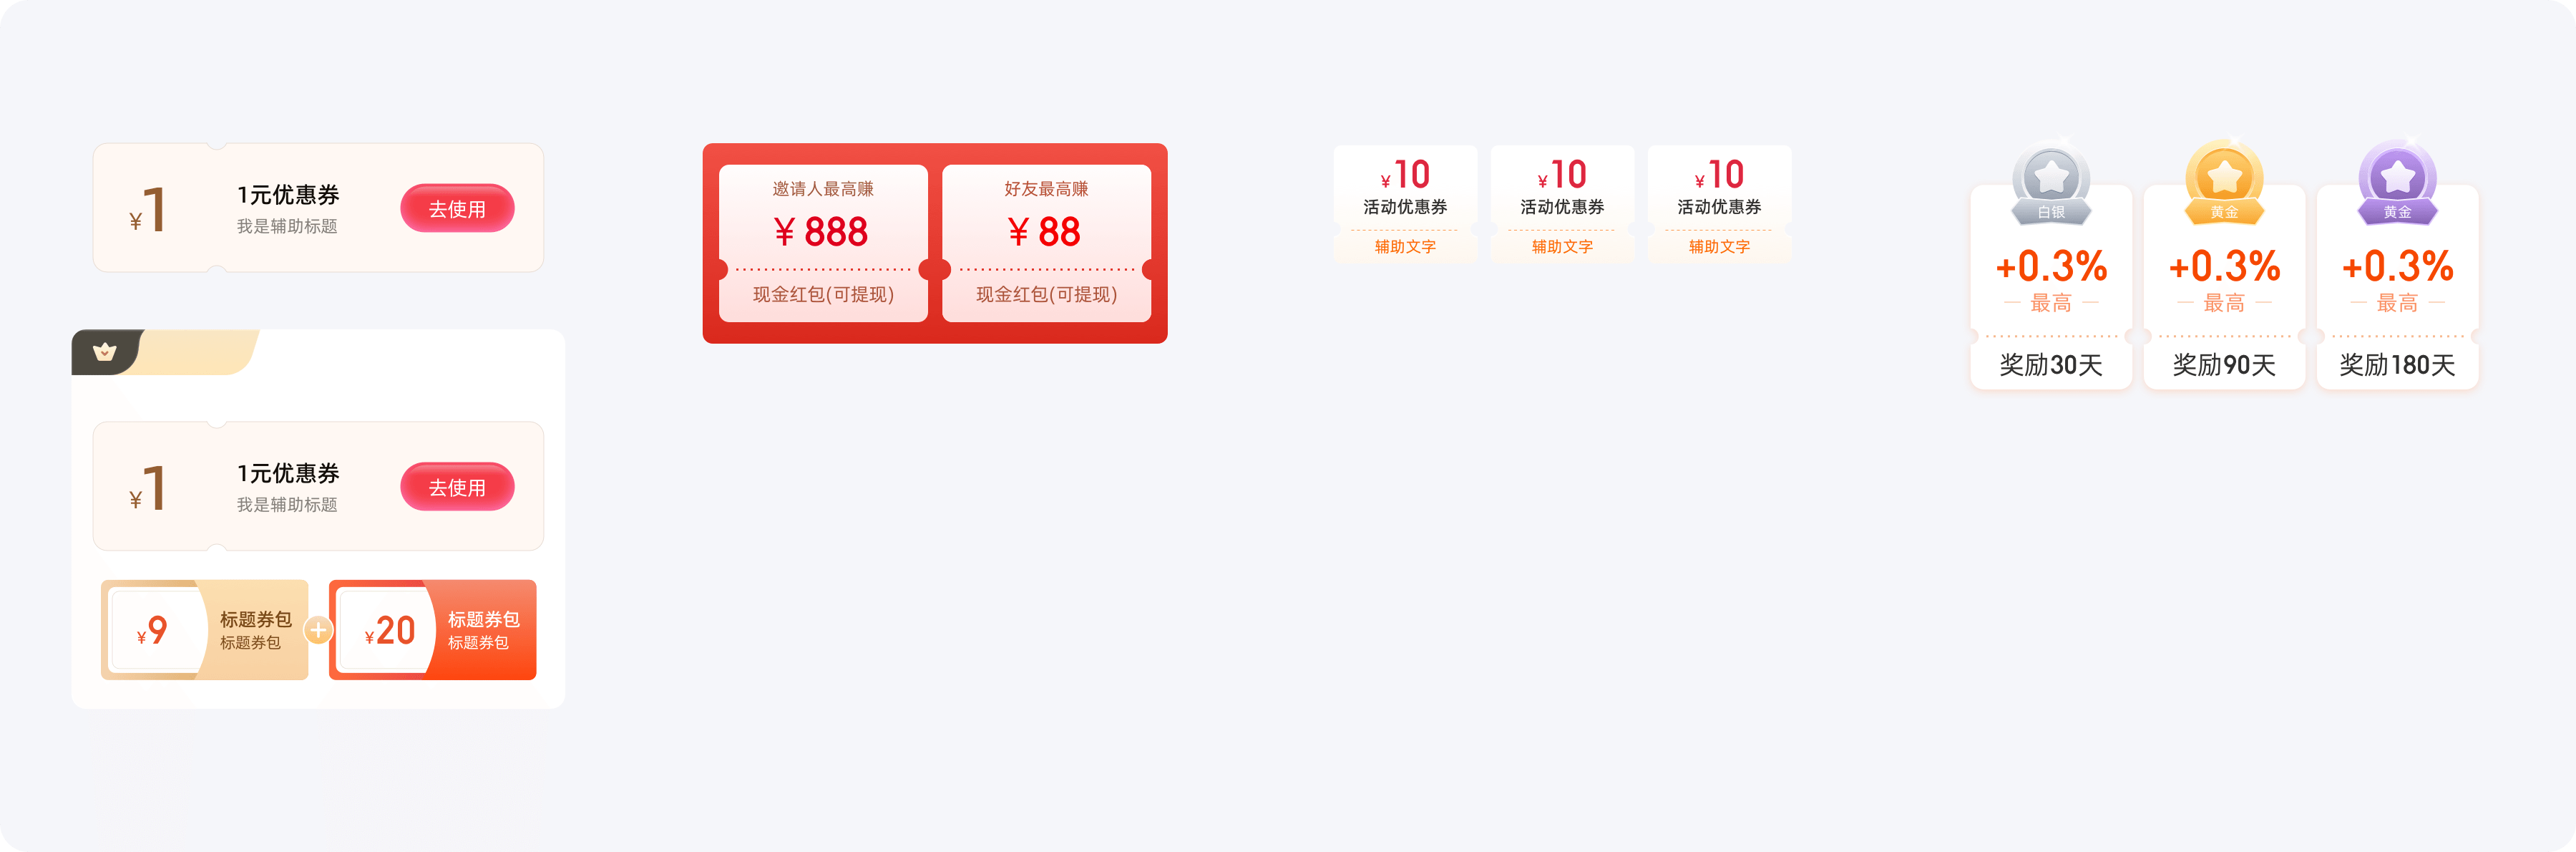 ¥1
1元优惠券
我是辅助标题
去使用
¥1
1元优惠券
我是辅助标题
去使用
¥9
标题券包
标题券包
+
¥20
标题券包
标题券包
邀请人最高赚
¥ 888
现金红包(可提现)
好友最高赚
¥ 88
现金红包(可提现)
¥10
活动优惠券
辅助文字
¥10
活动优惠券
辅助文字
¥10
活动优惠券
辅助文字
白银
+0.3%
最高
奖励30天
黄金
+0.3%
最高
奖励90天
黄金
+0.3%
最高
奖励180天